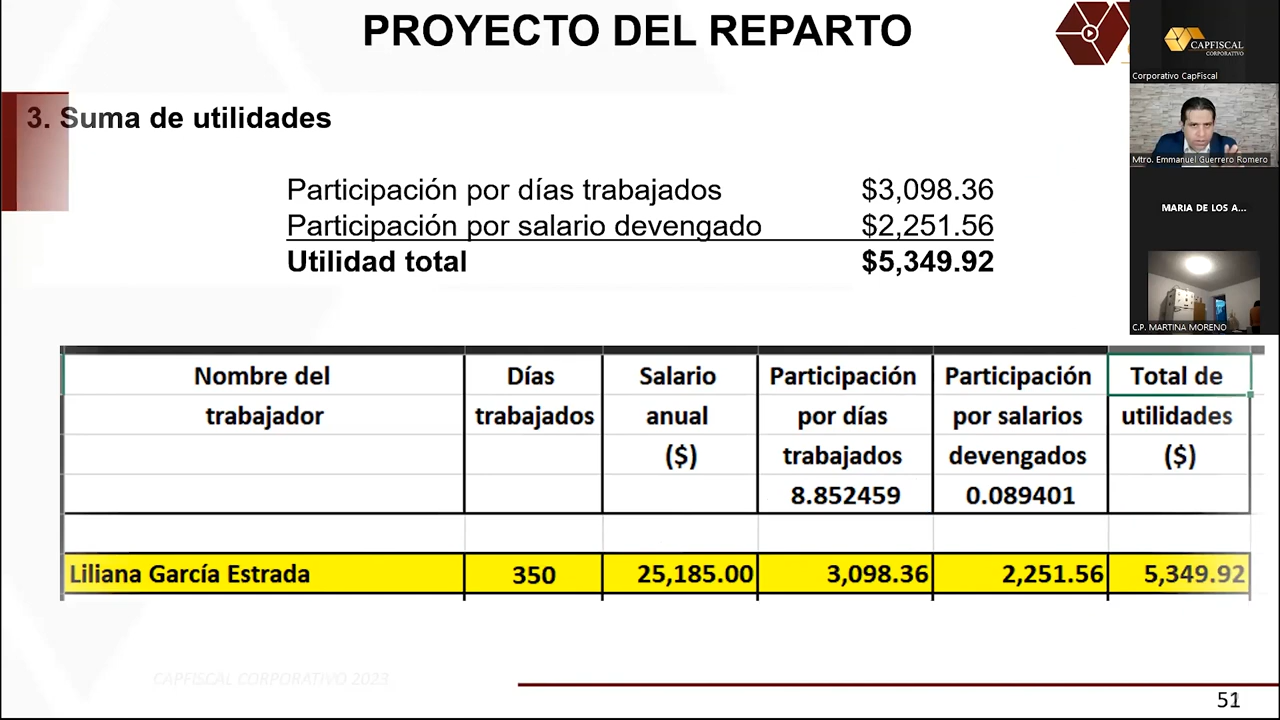 PROYECTO DEL REPARTO
CAPFISCAL
CORPORATIVO
Corporativo CapFiscal
3. Suma de utilidades
Mtro. Emmanuel Guerrero Romero
Participación por días trabajados $3,098.36
MARIA DE LOS A...
Participación por salario devengado $2,251.56
Utilidad total $5,349.92
C.P. MARTINA MORENO
Nombre del Días Salario Participación Participación Total de
trabajador trabajados anual por días por salarios utilidades
($) trabajados devengados ($)
8.852459 0.089401
Liliana García Estrada 350 25,185.00 3,098.36 2,251.56 5,349.92
CAPFISCAL CORPORATIVO 2023
51